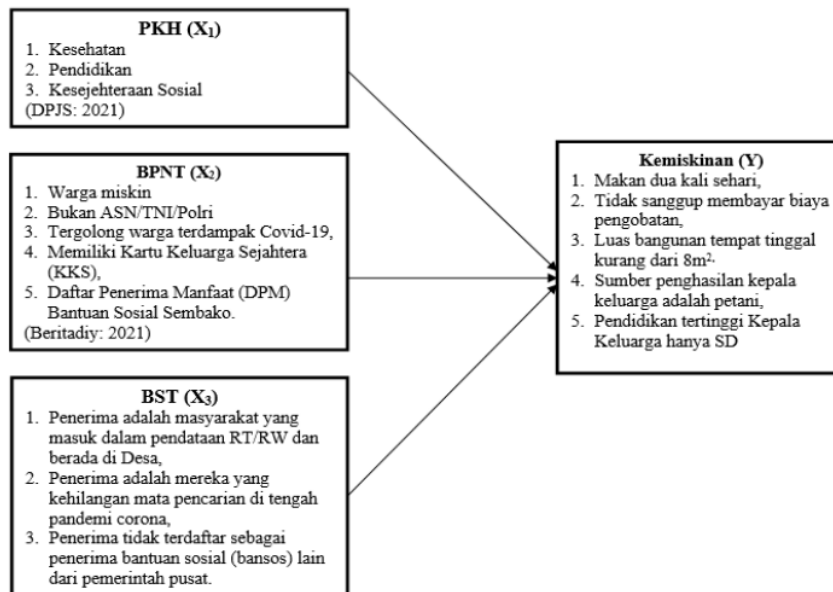 PKH (X₁)
1. Kesehatan
2. Pendidikan
3. Kesejehteraan Sosial
(DPJS: 2021)
BPNT (X₂)
1. Warga miskin
2. Bukan ASN/TNI/Polri
3. Tergolong warga terdampak Covid-19,
4. Memiliki Kartu Keluarga Sejahtera
(KKS),
5. Daftar Penerima Manfaat (DPM)
Bantuan Sosial Sembako.
(Beritadiy: 2021)
BST (X₃)
1. Penerima adalah masyarakat yang
masuk dalam pendataan RT/RW dan
berada di Desa,
2. Penerima adalah mereka yang
kehilangan mata pencarian di tengah
pandemi corona,
3. Penerima tidak terdaftar sebagai
penerima bantuan sosial (bansos) lain
dari pemerintah pusat.
Kemiskinan (Y)
1. Makan dua kali sehari,
2. Tidak sanggup membayar biaya
pengobatan,
3. Luas bangunan tempat tinggal
kurang dari 8m²·
4. Sumber penghasilan kepala
keluarga adalah petani,
5. Pendidikan tertinggi Kepala
Keluarga hanya SD